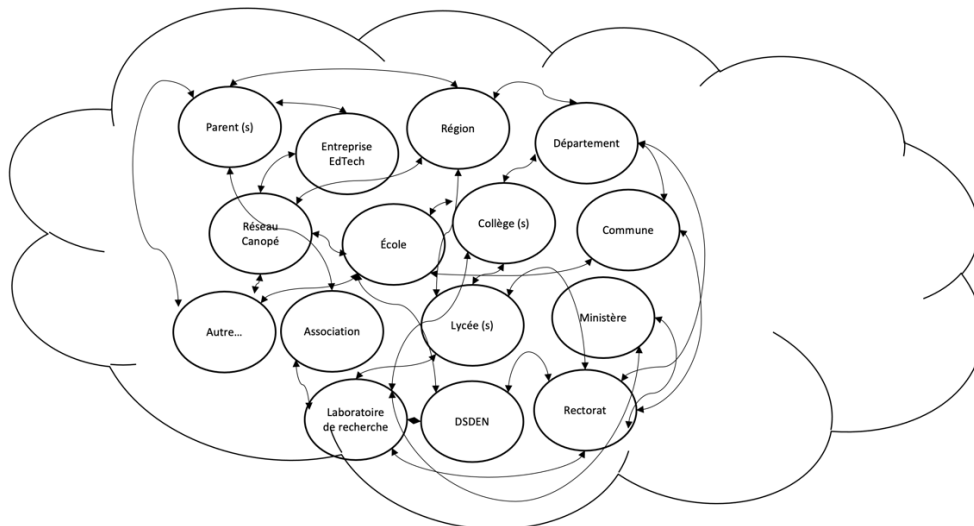 Parent (s)
Entreprise
EdTech
Région
Département
Réseau
Canopé
École
Collège (s)
Commune
Autre…
Association
Lycée (s)
Ministère
Laboratoire
de recherche
DSDEN
Rectorat